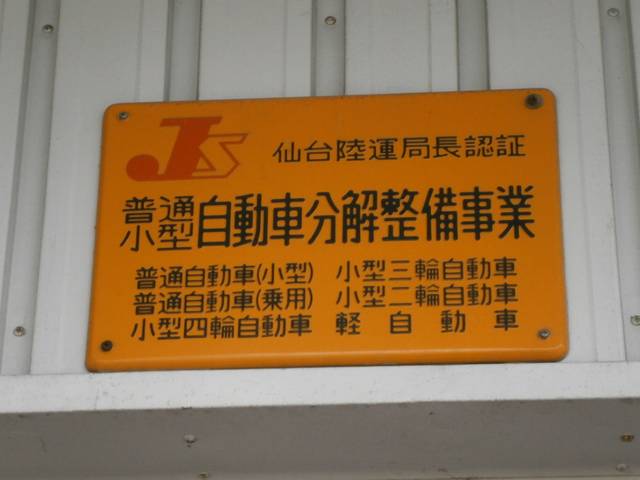 JS 仙台陸運局長認証
普通小型 自動車分解整備事業
普通自動車(小型) 小型三輪自動車
普通自動車(乗用) 小型二輪自動車
小型四輪自動車 軽自動車